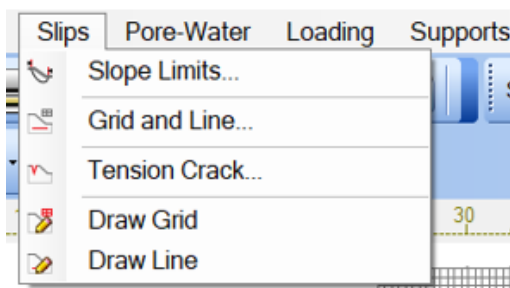 Slips Pore-Water Loading Supports
Slope Limits...
Grid and Line...
Tension Crack...
Draw Grid
30
Draw Line